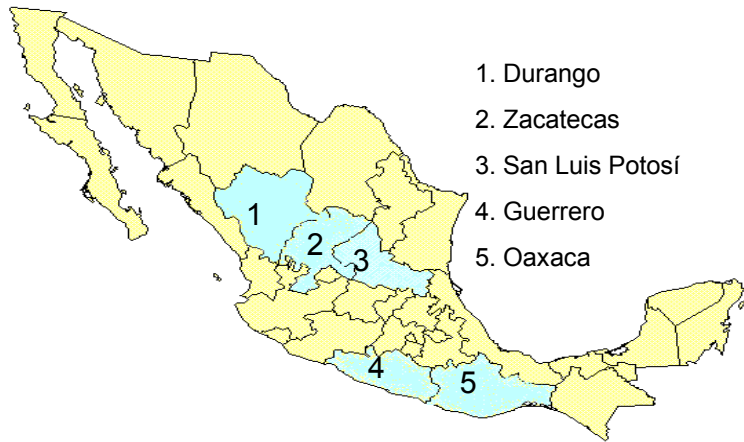 1. Durango
2. Zacatecas
3. San Luis Potosí
4. Guerrero
5. Oaxaca
1
2
3
4
5